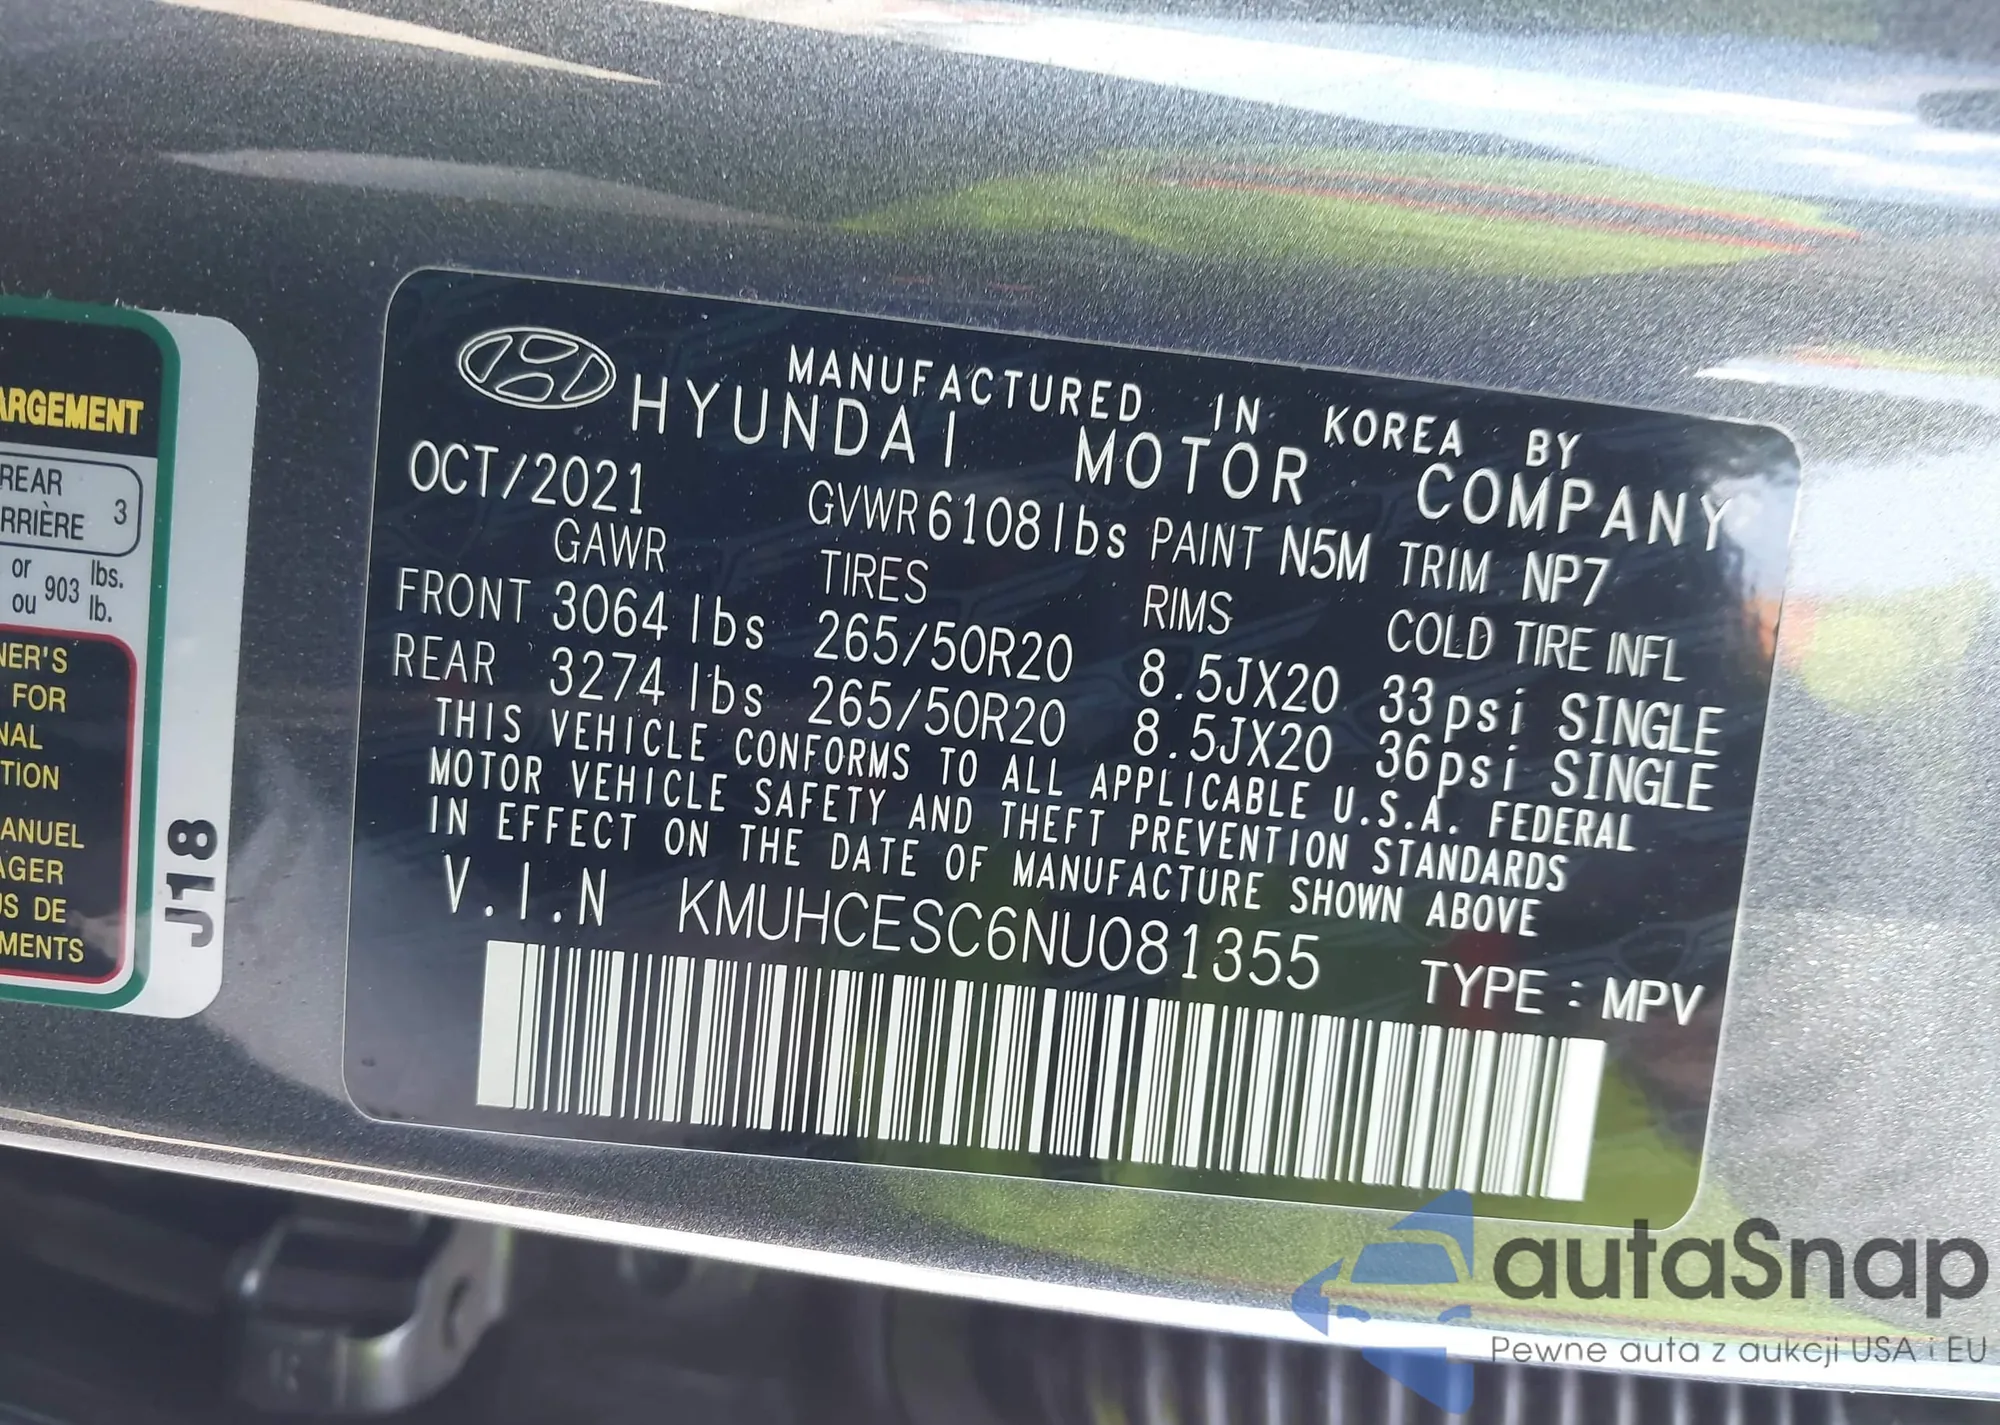 ARGEMENT
REAR
RRIÈRE
3
or
ou
903
lbs.
lb.
NER'S
FOR
NAL
TION
ANUEL
AGER
US DE
MENTS
J18
MANUFACTURED IN KOREA BY
HYUNDAI MOTOR COMPANY
OCT/2021 GVWR 6108lbs PAINT N5M TRIM NP7
GAWR TIRES RIMS COLD TIRE INFL
FRONT 3064 lbs 265/50R20 8.5JX20 33psi SINGLE
REAR 3274 lbs 265/50R20 8.5JX20 36psi SINGLE
THIS VEHICLE CONFORMS TO ALL APPLICABLE U.S.A. FEDERAL
MOTOR VEHICLE SAFETY AND THEFT PREVENTION STANDARDS
IN EFFECT ON THE DATE OF MANUFACTURE SHOWN ABOVE
V.I.N KMUHCESC6NU081355
TYPE : MPV
autaSnap
Pewne auta z aukcji USA i EU